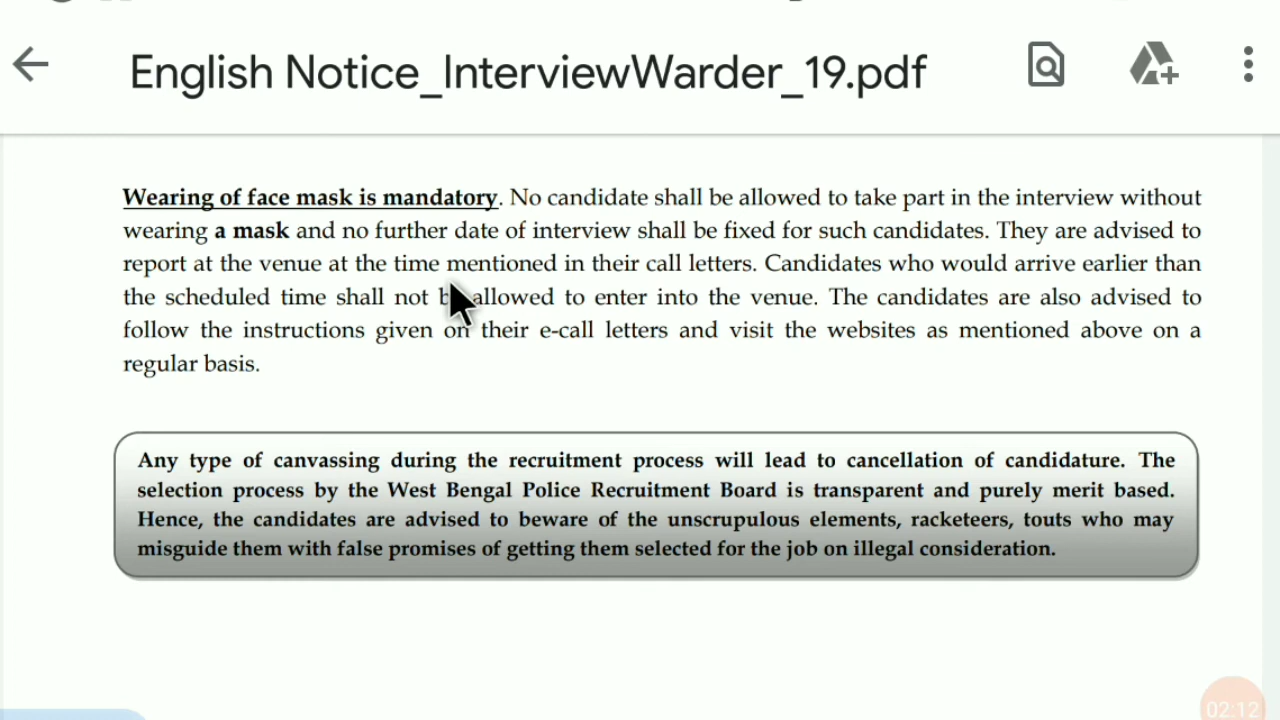 English Notice_InterviewWarder_19.pdf
Wearing of face mask is mandatory. No candidate shall be allowed to take part in the interview without
wearing a mask and no further date of interview shall be fixed for such candidates. They are advised to
report at the venue at the time mentioned in their call letters. Candidates who would arrive earlier than
the scheduled time shall not be allowed to enter into the venue. The candidates are also advised to
follow the instructions given on their e-call letters and visit the websites as mentioned above on a
regular basis.
Any type of canvassing during the recruitment process will lead to cancellation of candidature. The
selection process by the West Bengal Police Recruitment Board is transparent and purely merit based.
Hence, the candidates are advised to beware of the unscrupulous elements, racketeers, touts who may
misguide them with false promises of getting them selected for the job on illegal consideration.
02:12